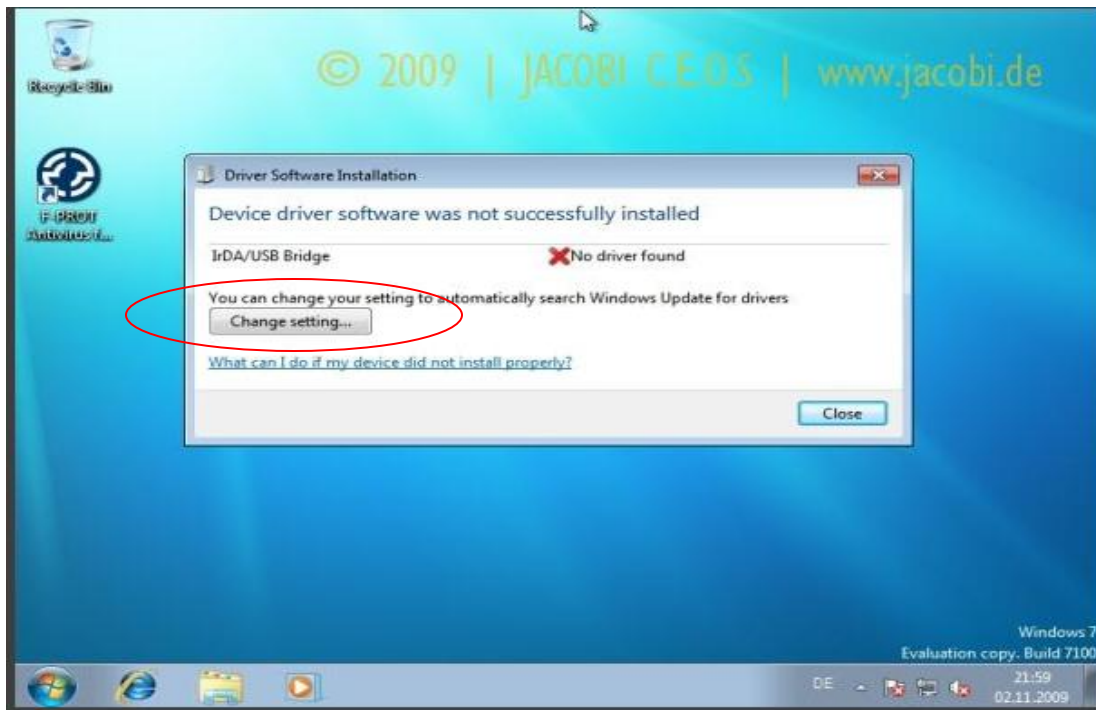 © 2009 | JACOBI C.E.O.S | www.jacobi.de
Recycle Bin
F-PROT
Antivirus f...
Driver Software Installation
Device driver software was not successfully installed
IrDA/USB Bridge No driver found
You can change your setting to automatically search Windows Update for drivers
Change setting...
What can I do if my device did not install properly?
Close
Windows 7
Evaluation copy. Build 7100
DE
21:59
02.11.2009